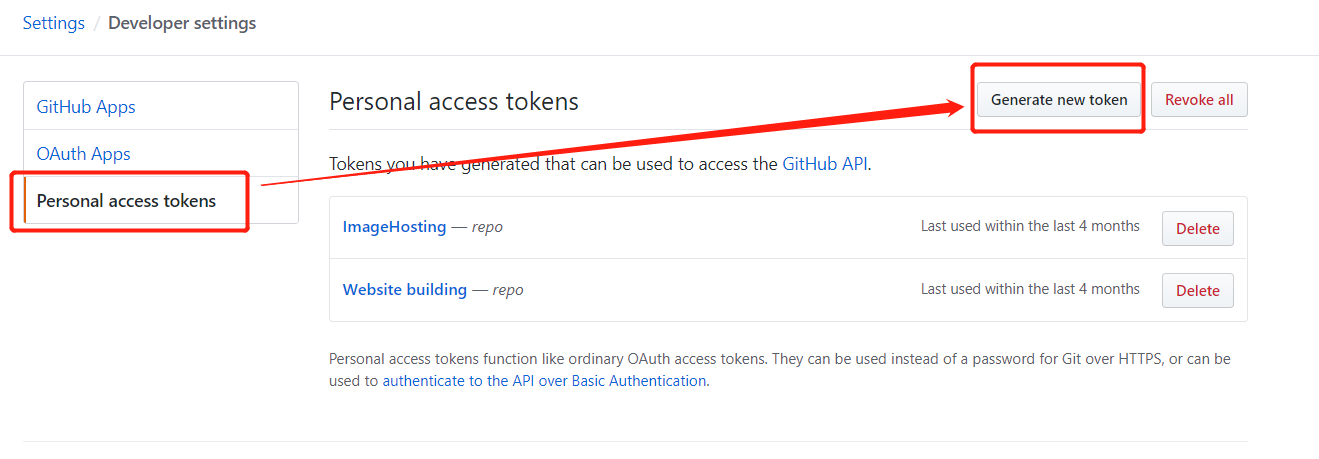 Settings / Developer settings
GitHub Apps
OAuth Apps
Personal access tokens
Personal access tokens
Generate new token
Revoke all
Tokens you have generated that can be used to access the GitHub API.
ImageHosting — repo
Last used within the last 4 months
Delete
Website building — repo
Last used within the last 4 months
Delete
Personal access tokens function like ordinary OAuth access tokens. They can be used instead of a password for Git over HTTPS, or can be
used to authenticate to the API over Basic Authentication.